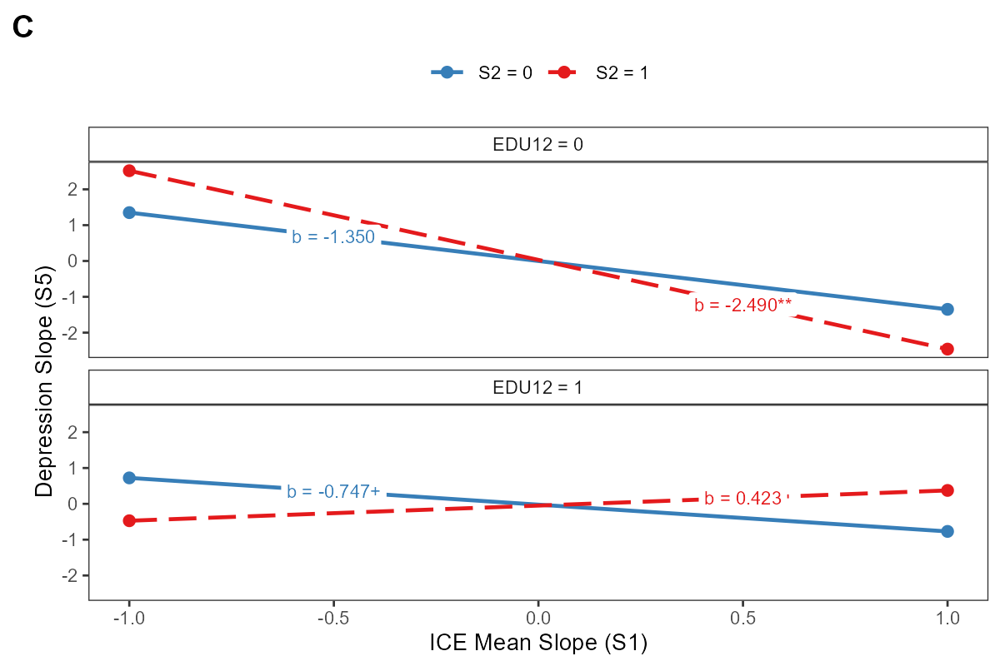 C
S2 = 0 S2 = 1
EDU12 = 0
2
1
0
-1
-2
b = -1.350
b = -2.490**
EDU12 = 1
2
1
0
-1
-2
b = -0.747+
b = 0.423
Depression Slope (S5)
-1.0 -0.5 0.0 0.5 1.0
ICE Mean Slope (S1)